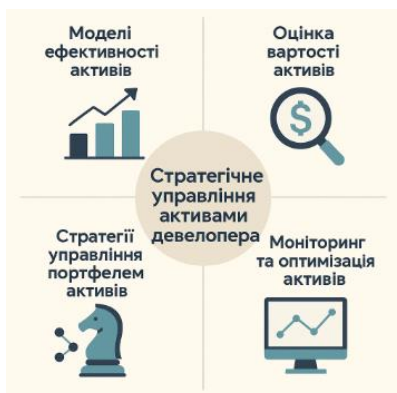 Моделі
ефективності
активів
Оцінка
вартості
активів
$
Стратегічне
управління
активами
девелопера
Стратегії
управління
портфелем
активів
Моніторинг
та оптимізація
активів